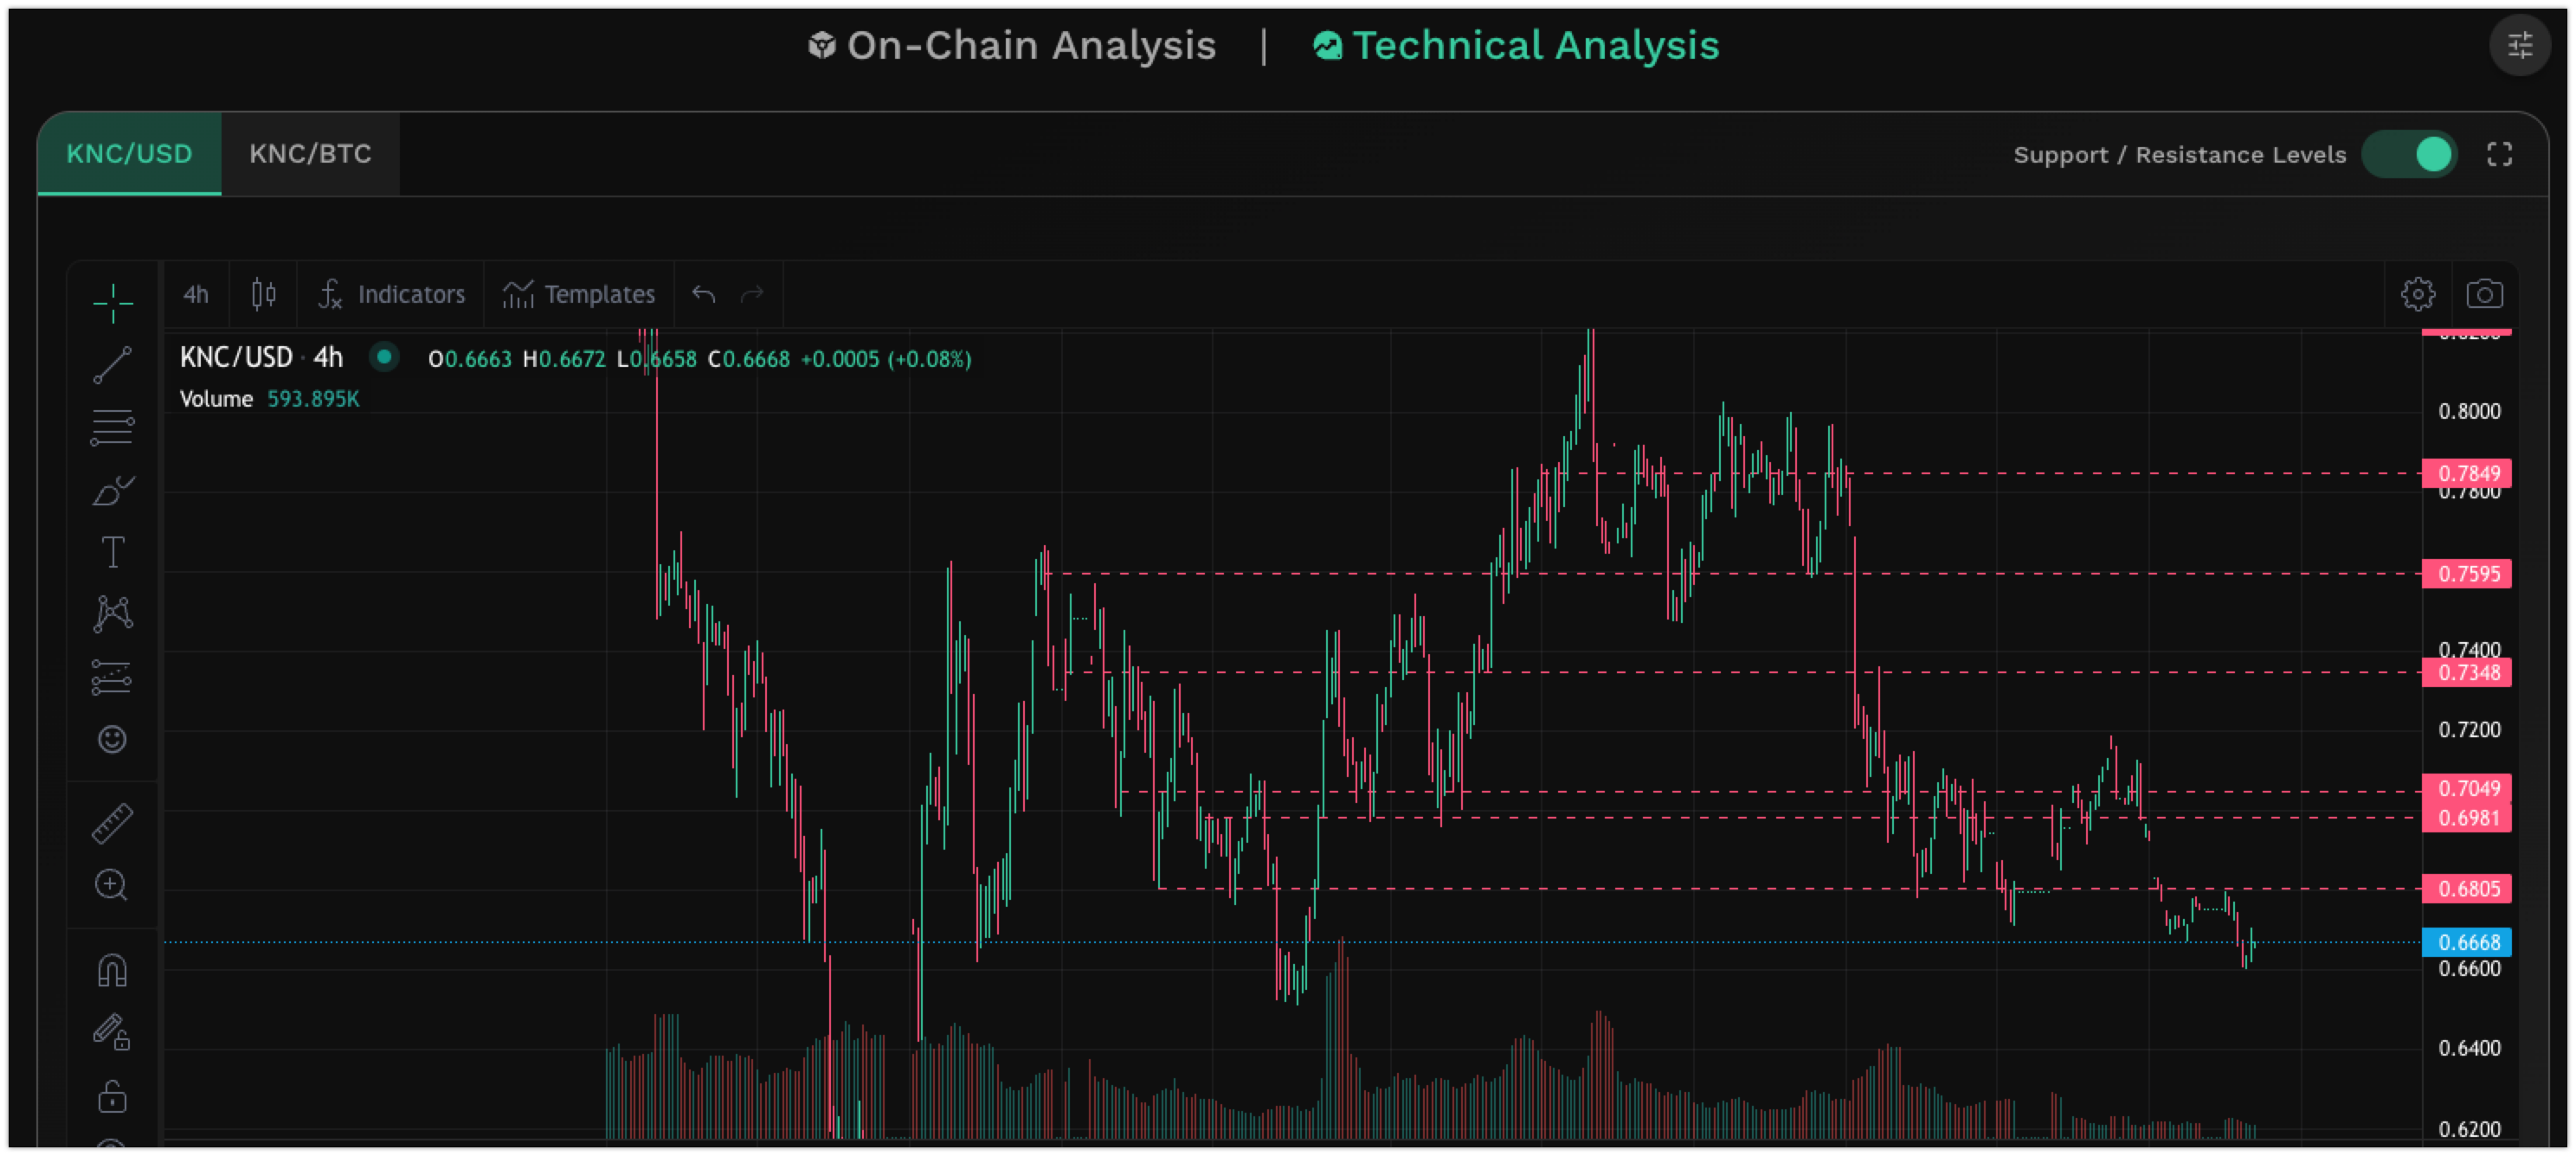 On-Chain Analysis | Technical Analysis
KNC/USD KNC/BTC Support / Resistance Levels
4h Indicators Templates
KNC/USD · 4h O0.6663 H0.6672 L0.6658 C0.6668 +0.0005 (+0.08%)
Volume 593.895K
0.8000
0.7849
0.7800
0.7595
0.7400
0.7348
0.7200
0.7049
0.6981
0.6805
0.6668
0.6600
0.6400
0.6200